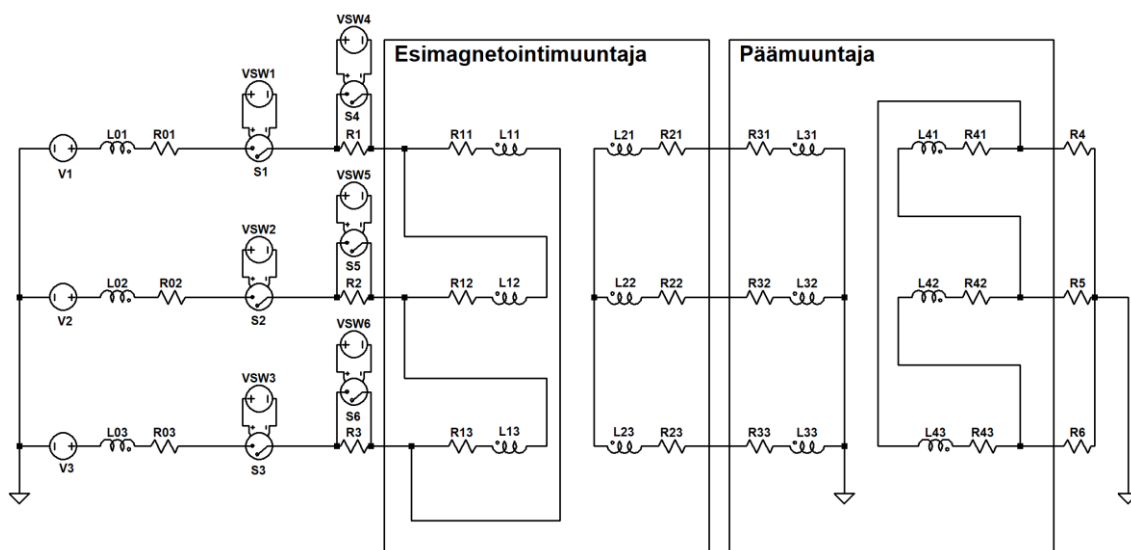 VSW4
Esimagnetointimuuntaja
Päämuuntaja
VSW1
S4
L01 R01 R1 R11 L11 L21 R21 R31 L31 L41 R41 R4
V1 S1
VSW5
VSW2
S5
L02 R02 R2 R12 L12 L22 R22 R32 L32 L42 R42 R5
V2 S2
VSW6
VSW3
S6
L03 R03 R3 R13 L13 L23 R23 R33 L33 L43 R43 R6
V3 S3